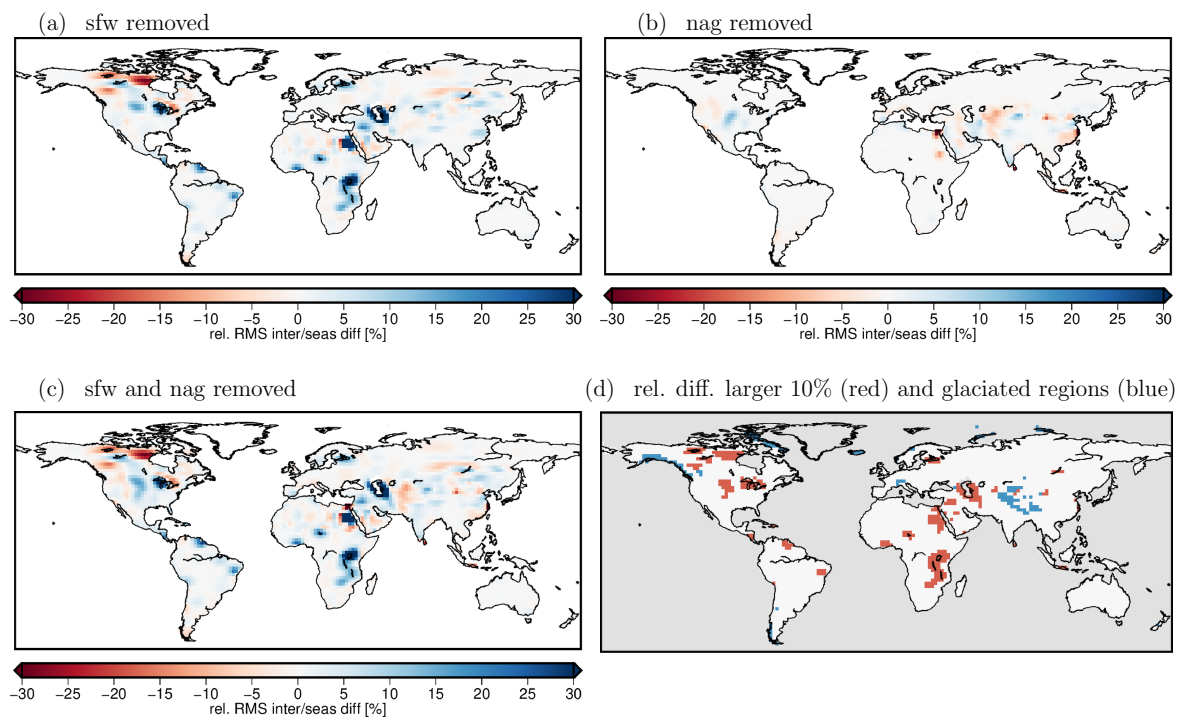 (a) sfw removed
(b) nag removed
−30 −25 −20 −15 −10 −5 0 5 10 15 20 25 30
rel. RMS inter/seas diff [%]
−30 −25 −20 −15 −10 −5 0 5 10 15 20 25 30
rel. RMS inter/seas diff [%]
(c) sfw and nag removed
(d) rel. diff. larger 10% (red) and glaciated regions (blue)
−30 −25 −20 −15 −10 −5 0 5 10 15 20 25 30
rel. RMS inter/seas diff [%]